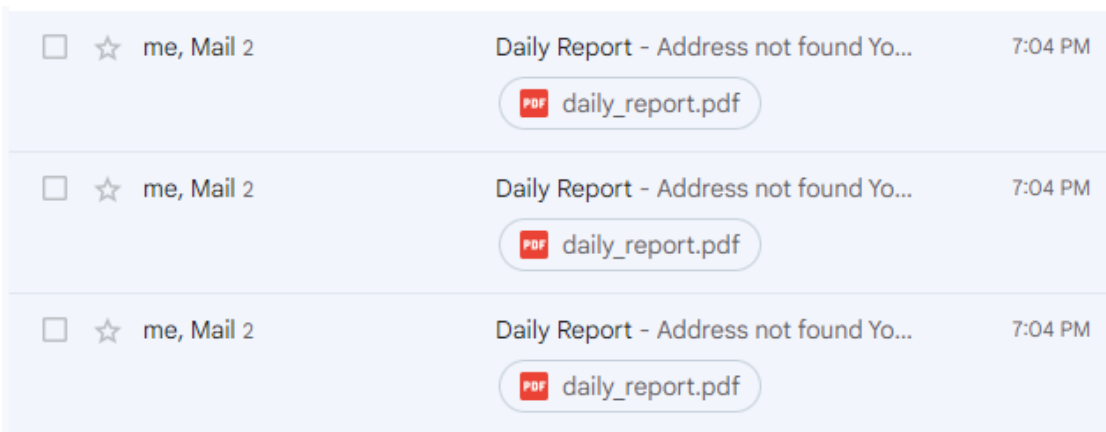 me, Mail 2 Daily Report - Address not found Yo... 7:04 PM
PDF daily_report.pdf
me, Mail 2 Daily Report - Address not found Yo... 7:04 PM
PDF daily_report.pdf
me, Mail 2 Daily Report - Address not found Yo... 7:04 PM
PDF daily_report.pdf